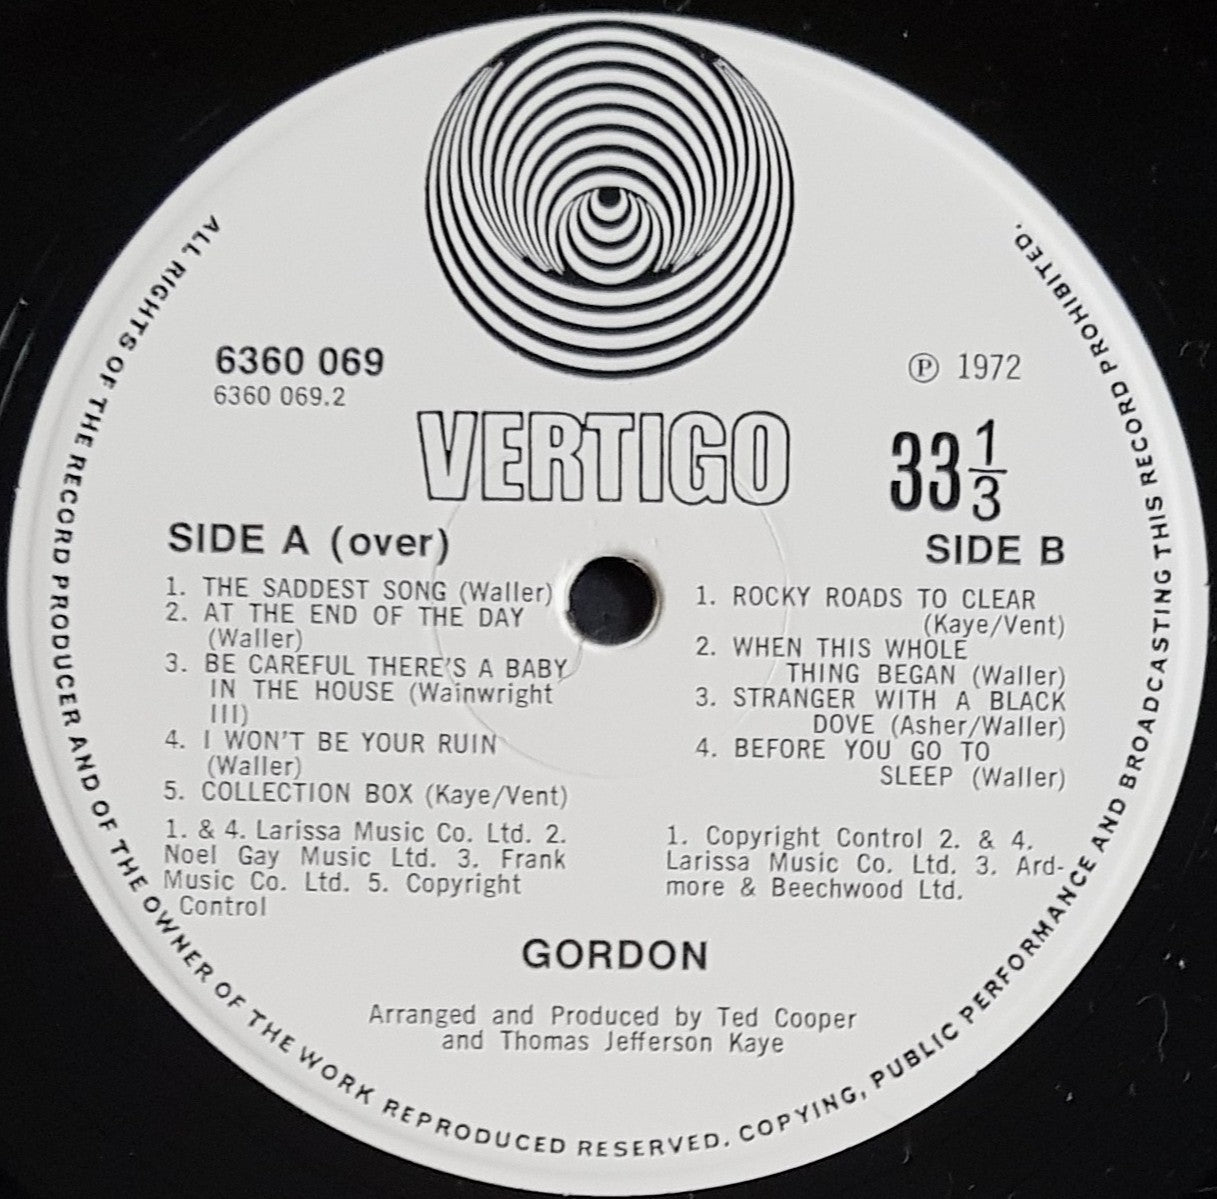 6360 069
6360 069.2
℗ 1972
VERTIGO
33 1/3
SIDE A (over)
1. THE SADDEST SONG (Waller)
2. AT THE END OF THE DAY
(Waller)
3. BE CAREFUL THERE'S A BABY
IN THE HOUSE (Wainwright
III)
4. I WON'T BE YOUR RUIN
(Waller)
5. COLLECTION BOX (Kaye/Vent)
1. & 4. Larissa Music Co. Ltd. 2.
Noel Gay Music Ltd. 3. Frank
Music Co. Ltd. 5. Copyright
Control
SIDE B
1. ROCKY ROADS TO CLEAR
(Kaye/Vent)
2. WHEN THIS WHOLE
THING BEGAN (Waller)
3. STRANGER WITH A BLACK
DOVE (Asher/Waller)
4. BEFORE YOU GO TO
SLEEP (Waller)
1. Copyright Control 2. & 4.
Larissa Music Co. Ltd. 3. Ard-
more & Beechwood Ltd.
GORDON
Arranged and Produced by Ted Cooper
and Thomas Jefferson Kaye
ALL RIGHTS OF THE RECORD PRODUCER AND OF THE OWNER OF THE WORK REPRODUCED RESERVED. COPYING, PUBLIC PERFORMANCE AND BROADCASTING THIS RECORD PROHIBITED.